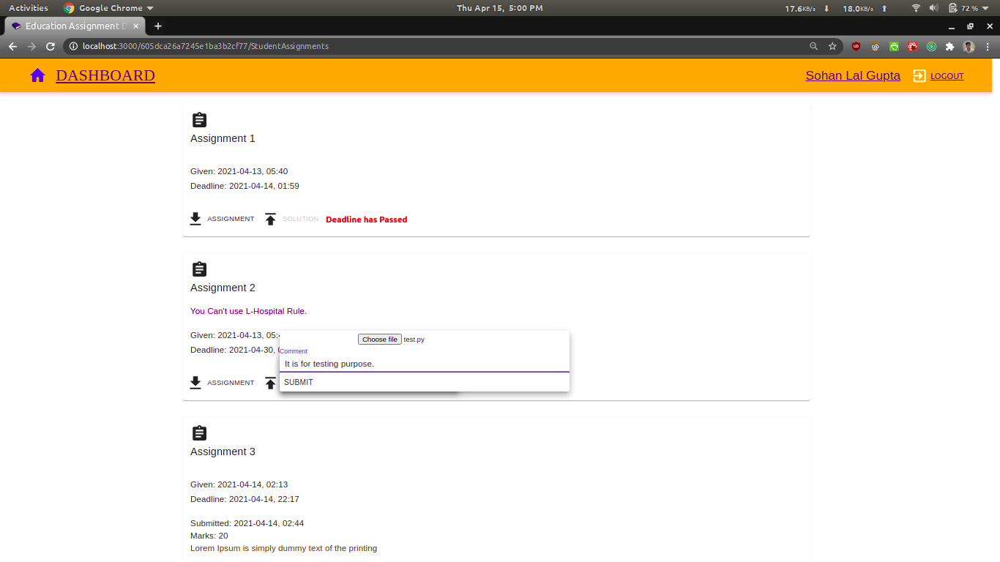 Activities Google Chrome Thu Apr 15, 5:00 PM 17.6KB/s 18.0KB/s 72 %
Education Assignment
localhost:3000/605dca26a7245e1ba3b2cf77/StudentAssignments
DASHBOARD Sohan Lal Gupta LOGOUT
Assignment 1
Given: 2021-04-13, 05:40
Deadline: 2021-04-14, 01:59
ASSIGNMENT SOLUTION Deadline has Passed
Assignment 2
You Can't use L-Hospital Rule.
Given: 2021-04-13, 05:
Deadline: 2021-04-30,
Choose file test.py
Comment
It is for testing purpose.
SUBMIT
ASSIGNMENT
Assignment 3
Given: 2021-04-14, 02:13
Deadline: 2021-04-14, 22:17
Submitted: 2021-04-14, 02:44
Marks: 20
Lorem Ipsum is simply dummy text of the printing